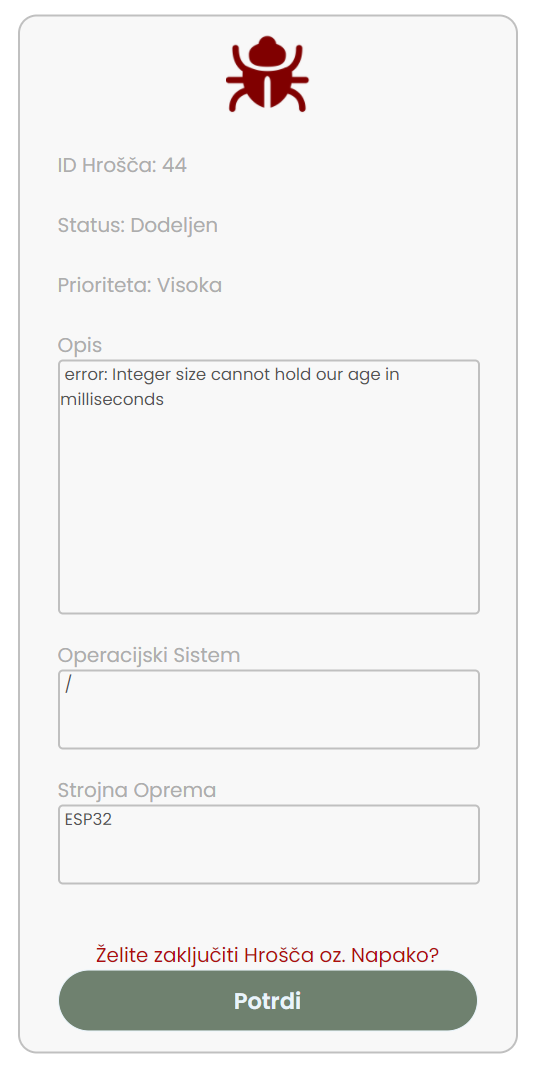 ID Hrošča: 44
Status: Dodeljen
Prioriteta: Visoka
Opis
error: Integer size cannot hold our age in
milliseconds
Operacijski Sistem
/
Strojna Oprema
ESP32
Želite zaključiti Hrošča oz. Napako?
Potrdi